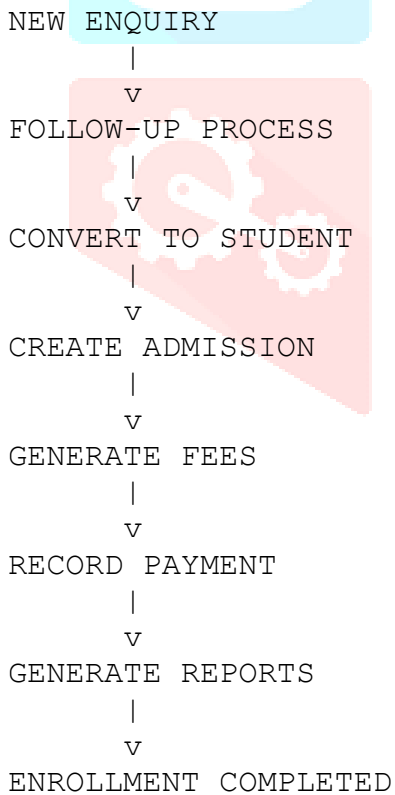 NEW ENQUIRY
|
v
FOLLOW-UP PROCESS
|
v
CONVERT TO STUDENT
|
v
CREATE ADMISSION
|
v
GENERATE FEES
|
v
RECORD PAYMENT
|
v
GENERATE REPORTS
|
v
ENROLLMENT COMPLETED